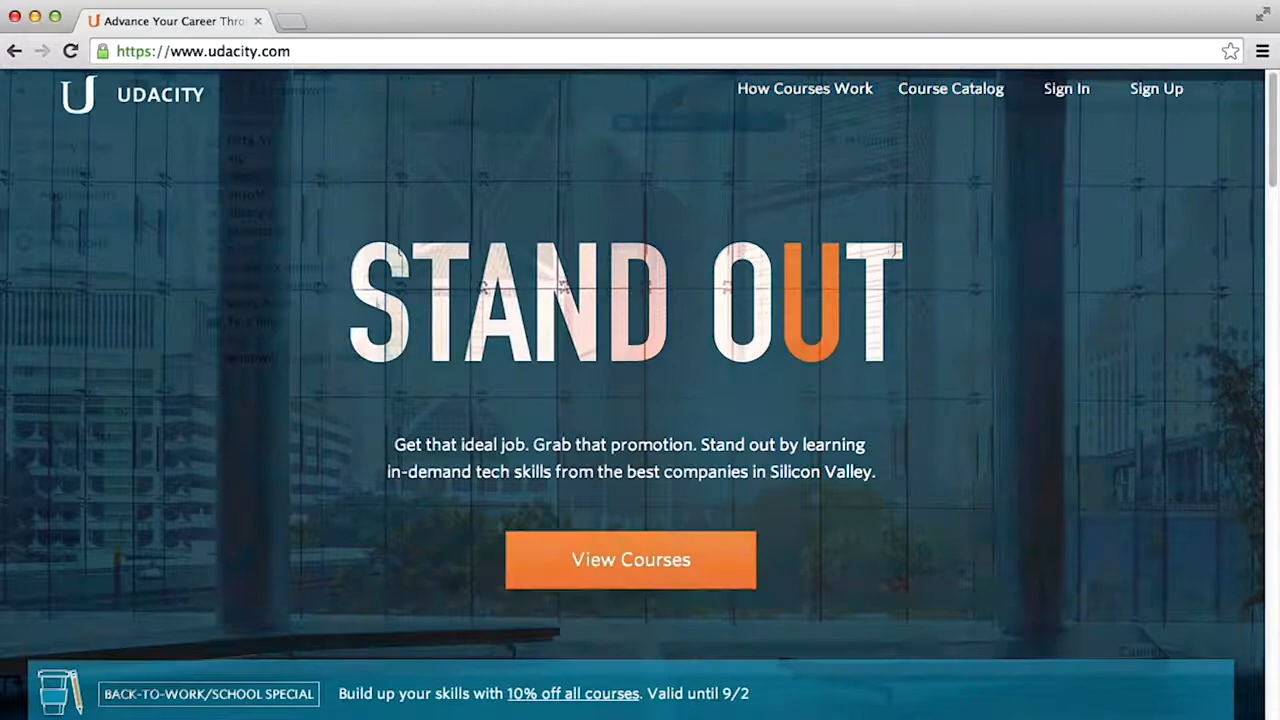 Advance Your Career Thro
https://www.udacity.com
UDACITY
How Courses Work
Course Catalog
Sign In
Sign Up
STAND OUT
Get that ideal job. Grab that promotion. Stand out by learning
in-demand tech skills from the best companies in Silicon Valley.
View Courses
BACK-TO-WORK/SCHOOL SPECIAL
Build up your skills with 10% off all courses. Valid until 9/2